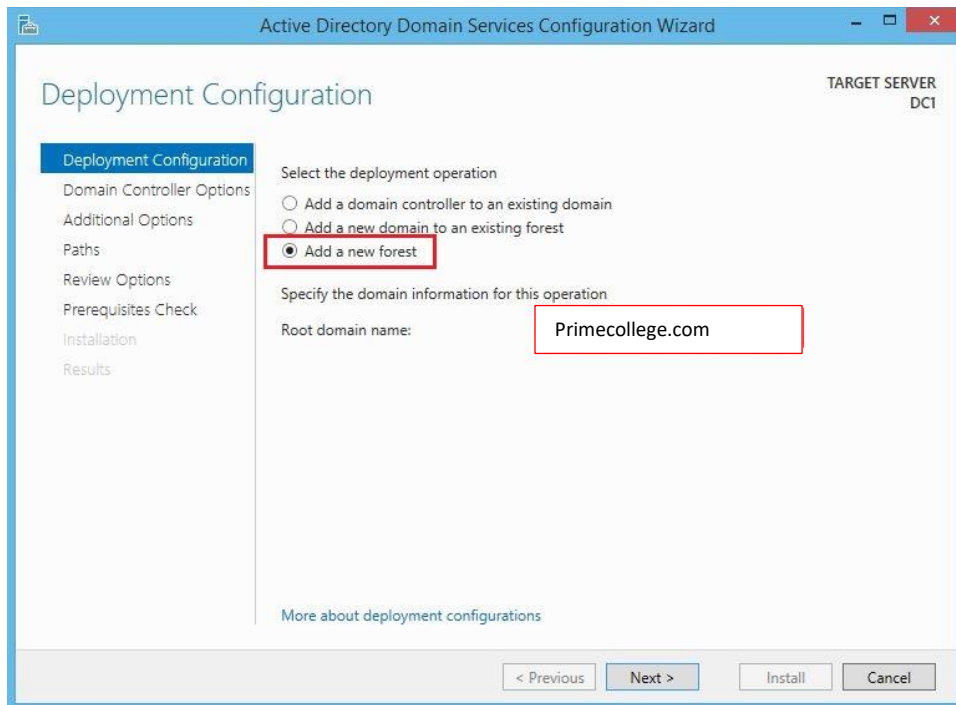 Active Directory Domain Services Configuration Wizard
Deployment Configuration
TARGET SERVER
DC1
Deployment Configuration
Domain Controller Options
Additional Options
Paths
Review Options
Prerequisites Check
Installation
Results
Select the deployment operation
Add a domain controller to an existing domain
Add a new domain to an existing forest
Add a new forest
Specify the domain information for this operation
Root domain name: Primecollege.com
More about deployment configurations
< Previous Next > Install Cancel